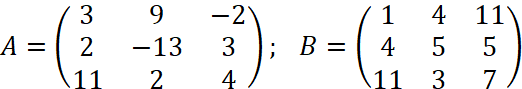 A = ( 3 9 −2
2 −13 3
11 2 4 ) ; B = ( 1 4 11
4 5 5
11 3 7 )